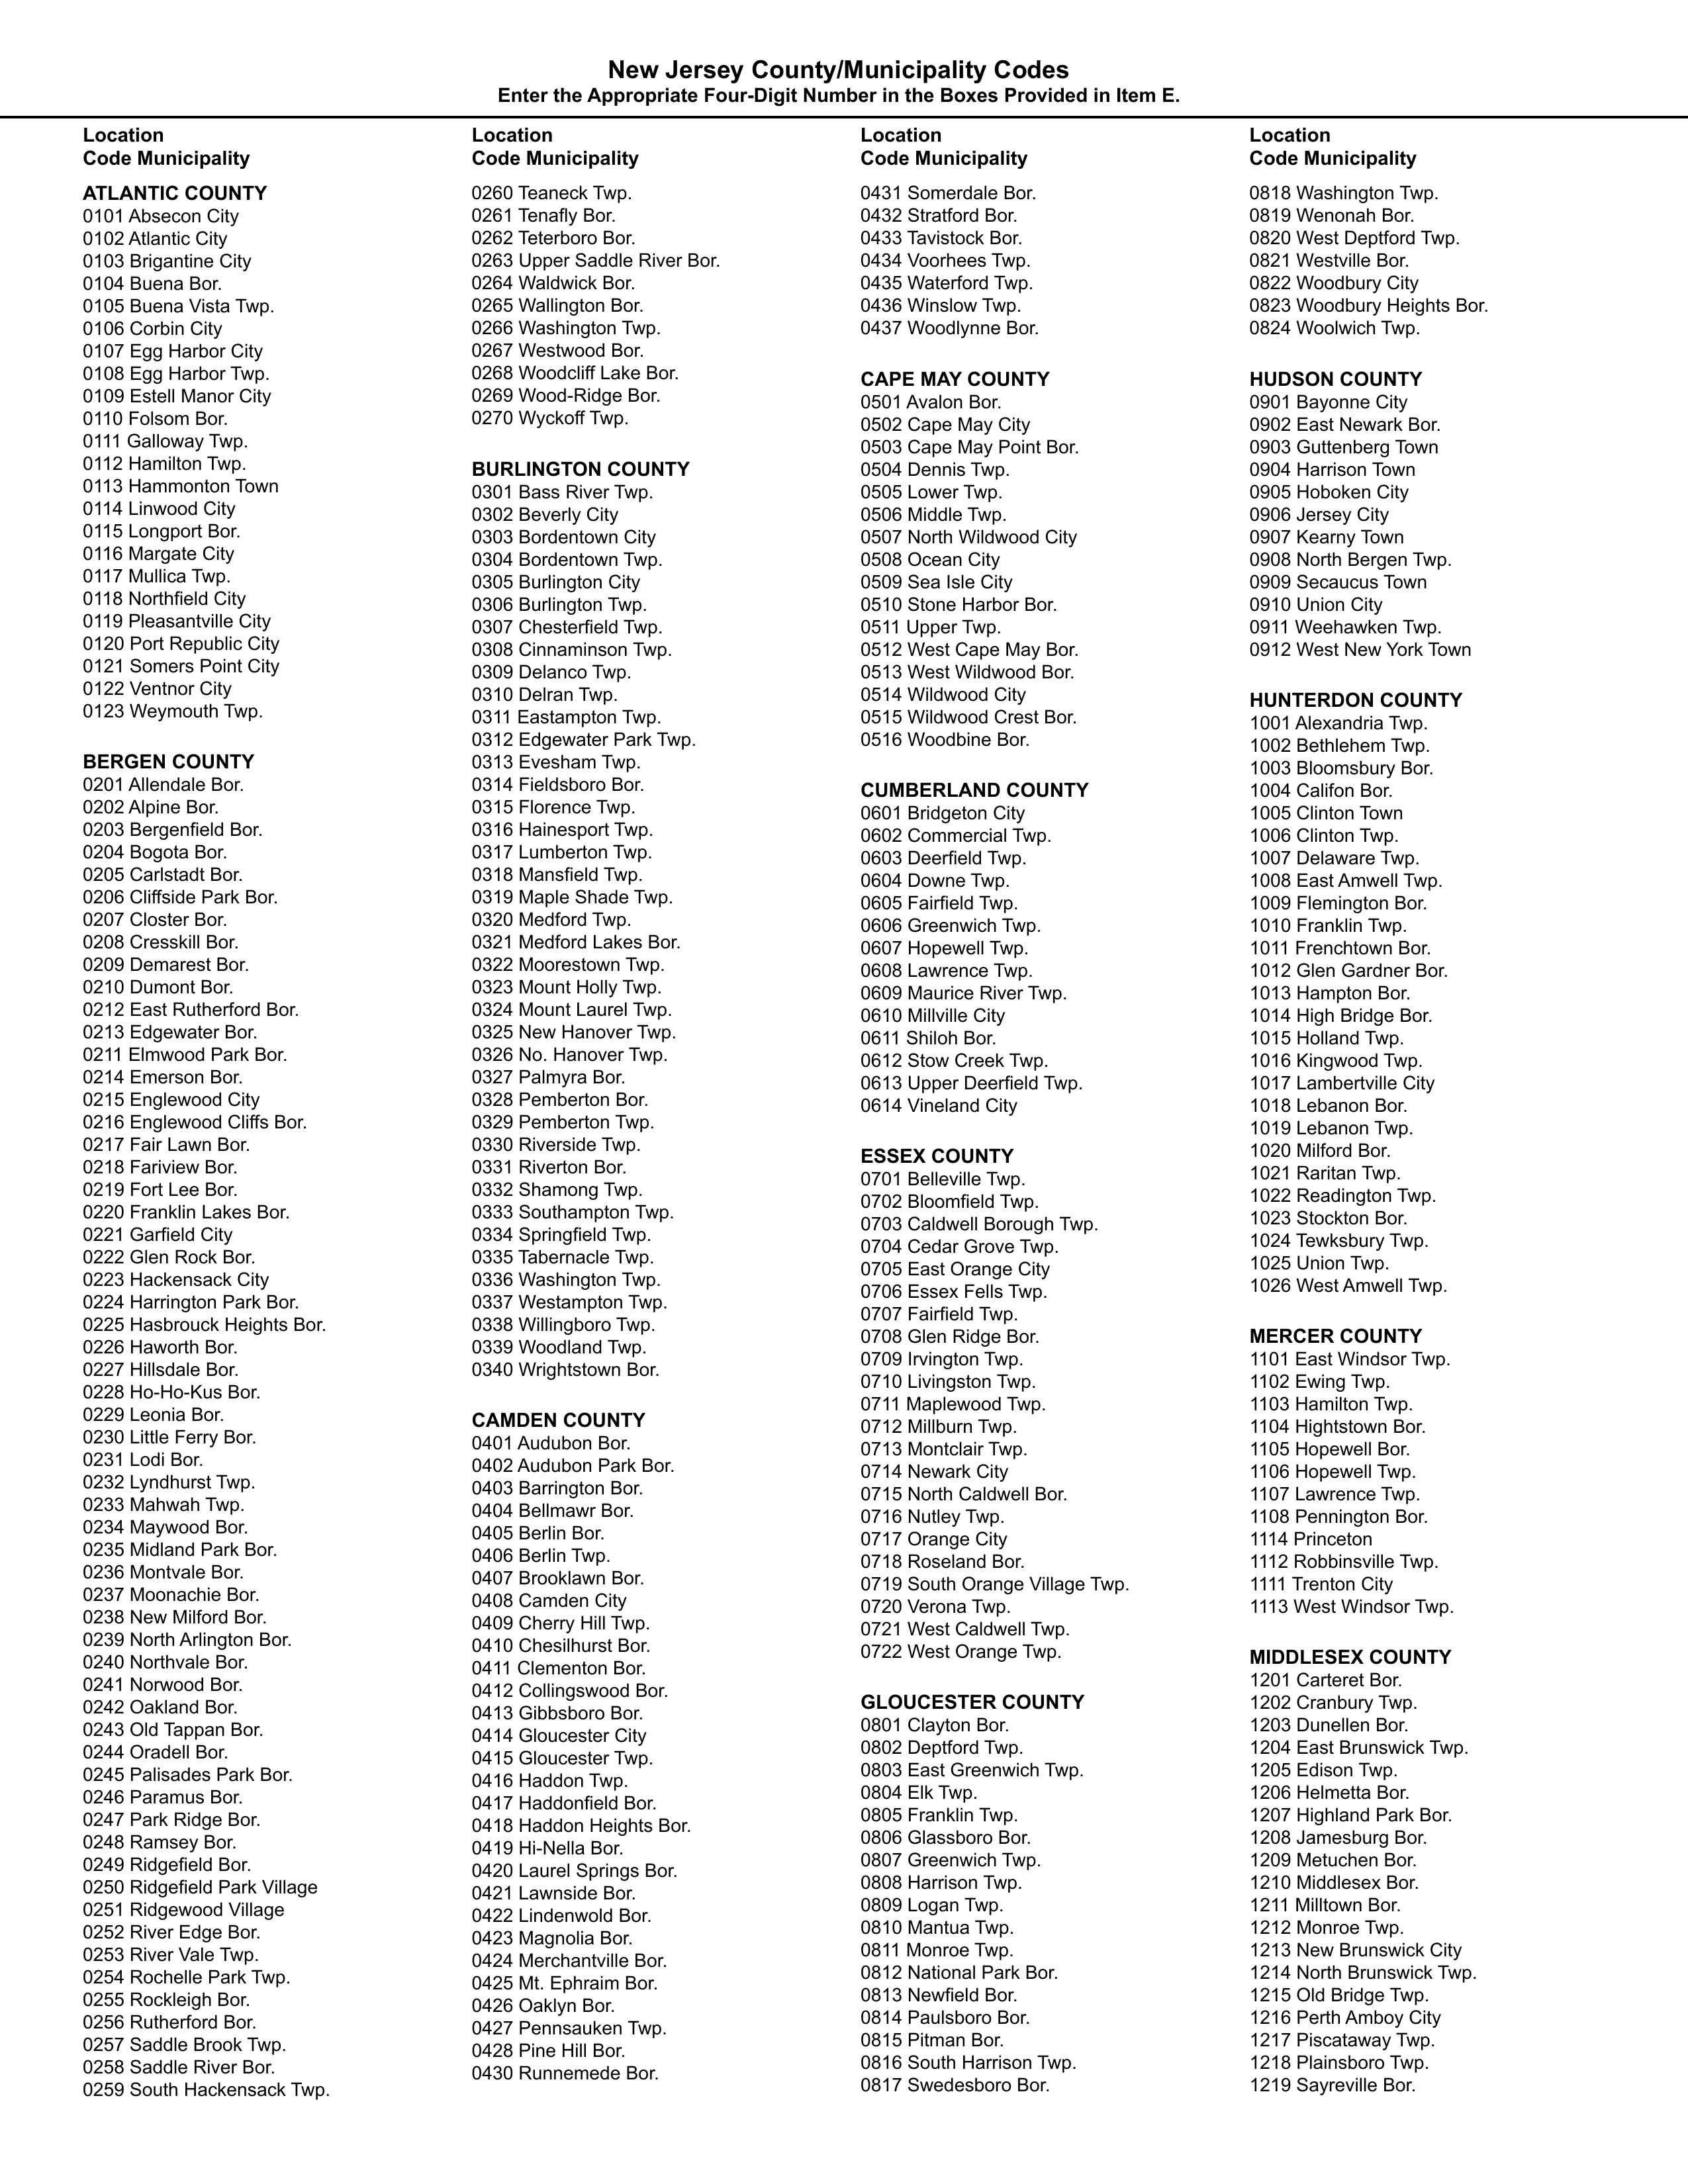 New Jersey County/Municipality Codes
Enter the Appropriate Four-Digit Number in the Boxes Provided in Item E.
Location
Code Municipality
ATLANTIC COUNTY
0101 Absecon City
0102 Atlantic City
0103 Brigantine City
0104 Buena Bor.
0105 Buena Vista Twp.
0106 Corbin City
0107 Egg Harbor City
0108 Egg Harbor Twp.
0109 Estell Manor City
0110 Folsom Bor.
0111 Galloway Twp.
0112 Hamilton Twp.
0113 Hammonton Town
0114 Linwood City
0115 Longport Bor.
0116 Margate City
0117 Mullica Twp.
0118 Northfield City
0119 Pleasantville City
0120 Port Republic City
0121 Somers Point City
0122 Ventnor City
0123 Weymouth Twp.
BERGEN COUNTY
0201 Allendale Bor.
0202 Alpine Bor.
0203 Bergenfield Bor.
0204 Bogota Bor.
0205 Carlstadt Bor.
0206 Cliffside Park Bor.
0207 Closter Bor.
0208 Cresskill Bor.
0209 Demarest Bor.
0210 Dumont Bor.
0212 East Rutherford Bor.
0213 Edgewater Bor.
0211 Elmwood Park Bor.
0214 Emerson Bor.
0215 Englewood City
0216 Englewood Cliffs Bor.
0217 Fair Lawn Bor.
0218 Fariview Bor.
0219 Fort Lee Bor.
0220 Franklin Lakes Bor.
0221 Garfield City
0222 Glen Rock Bor.
0223 Hackensack City
0224 Harrington Park Bor.
0225 Hasbrouck Heights Bor.
0226 Haworth Bor.
0227 Hillsdale Bor.
0228 Ho-Ho-Kus Bor.
0229 Leonia Bor.
0230 Little Ferry Bor.
0231 Lodi Bor.
0232 Lyndhurst Twp.
0233 Mahwah Twp.
0234 Maywood Bor.
0235 Midland Park Bor.
0236 Montvale Bor.
0237 Moonachie Bor.
0238 New Milford Bor.
0239 North Arlington Bor.
0240 Northvale Bor.
0241 Norwood Bor.
0242 Oakland Bor.
0243 Old Tappan Bor.
0244 Oradell Bor.
0245 Palisades Park Bor.
0246 Paramus Bor.
0247 Park Ridge Bor.
0248 Ramsey Bor.
0249 Ridgefield Bor.
0250 Ridgefield Park Village
0251 Ridgewood Village
0252 River Edge Bor.
0253 River Vale Twp.
0254 Rochelle Park Twp.
0255 Rockleigh Bor.
0256 Rutherford Bor.
0257 Saddle Brook Twp.
0258 Saddle River Bor.
0259 South Hackensack Twp.
Location
Code Municipality
0260 Teaneck Twp.
0261 Tenafly Bor.
0262 Teterboro Bor.
0263 Upper Saddle River Bor.
0264 Waldwick Bor.
0265 Wallington Bor.
0266 Washington Twp.
0267 Westwood Bor.
0268 Woodcliff Lake Bor.
0269 Wood-Ridge Bor.
0270 Wyckoff Twp.
BURLINGTON COUNTY
0301 Bass River Twp.
0302 Beverly City
0303 Bordentown City
0304 Bordentown Twp.
0305 Burlington City
0306 Burlington Twp.
0307 Chesterfield Twp.
0308 Cinnaminson Twp.
0309 Delanco Twp.
0310 Delran Twp.
0311 Eastampton Twp.
0312 Edgewater Park Twp.
0313 Evesham Twp.
0314 Fieldsboro Bor.
0315 Florence Twp.
0316 Hainesport Twp.
0317 Lumberton Twp.
0318 Mansfield Twp.
0319 Maple Shade Twp.
0320 Medford Twp.
0321 Medford Lakes Bor.
0322 Moorestown Twp.
0323 Mount Holly Twp.
0324 Mount Laurel Twp.
0325 New Hanover Twp.
0326 No. Hanover Twp.
0327 Palmyra Bor.
0328 Pemberton Bor.
0329 Pemberton Twp.
0330 Riverside Twp.
0331 Riverton Bor.
0332 Shamong Twp.
0333 Southampton Twp.
0334 Springfield Twp.
0335 Tabernacle Twp.
0336 Washington Twp.
0337 Westampton Twp.
0338 Willingboro Twp.
0339 Woodland Twp.
0340 Wrightstown Bor.
CAMDEN COUNTY
0401 Audubon Bor.
0402 Audubon Park Bor.
0403 Barrington Bor.
0404 Bellmawr Bor.
0405 Berlin Bor.
0406 Berlin Twp.
0407 Brooklawn Bor.
0408 Camden City
0409 Cherry Hill Twp.
0410 Chesilhurst Bor.
0411 Clementon Bor.
0412 Collingswood Bor.
0413 Gibbsboro Bor.
0414 Gloucester City
0415 Gloucester Twp.
0416 Haddon Twp.
0417 Haddonfield Bor.
0418 Haddon Heights Bor.
0419 Hi-Nella Bor.
0420 Laurel Springs Bor.
0421 Lawnside Bor.
0422 Lindenwold Bor.
0423 Magnolia Bor.
0424 Merchantville Bor.
0425 Mt. Ephraim Bor.
0426 Oaklyn Bor.
0427 Pennsauken Twp.
0428 Pine Hill Bor.
0430 Runnemede Bor.
Location
Code Municipality
0431 Somerdale Bor.
0432 Stratford Bor.
0433 Tavistock Bor.
0434 Voorhees Twp.
0435 Waterford Twp.
0436 Winslow Twp.
0437 Woodlynne Bor.
CAPE MAY COUNTY
0501 Avalon Bor.
0502 Cape May City
0503 Cape May Point Bor.
0504 Dennis Twp.
0505 Lower Twp.
0506 Middle Twp.
0507 North Wildwood City
0508 Ocean City
0509 Sea Isle City
0510 Stone Harbor Bor.
0511 Upper Twp.
0512 West Cape May Bor.
0513 West Wildwood Bor.
0514 Wildwood City
0515 Wildwood Crest Bor.
0516 Woodbine Bor.
CUMBERLAND COUNTY
0601 Bridgeton City
0602 Commercial Twp.
0603 Deerfield Twp.
0604 Downe Twp.
0605 Fairfield Twp.
0606 Greenwich Twp.
0607 Hopewell Twp.
0608 Lawrence Twp.
0609 Maurice River Twp.
0610 Millville City
0611 Shiloh Bor.
0612 Stow Creek Twp.
0613 Upper Deerfield Twp.
0614 Vineland City
ESSEX COUNTY
0701 Belleville Twp.
0702 Bloomfield Twp.
0703 Caldwell Borough Twp.
0704 Cedar Grove Twp.
0705 East Orange City
0706 Essex Fells Twp.
0707 Fairfield Twp.
0708 Glen Ridge Bor.
0709 Irvington Twp.
0710 Livingston Twp.
0711 Maplewood Twp.
0712 Millburn Twp.
0713 Montclair Twp.
0714 Newark City
0715 North Caldwell Bor.
0716 Nutley Twp.
0717 Orange City
0718 Roseland Bor.
0719 South Orange Village Twp.
0720 Verona Twp.
0721 West Caldwell Twp.
0722 West Orange Twp.
GLOUCESTER COUNTY
0801 Clayton Bor.
0802 Deptford Twp.
0803 East Greenwich Twp.
0804 Elk Twp.
0805 Franklin Twp.
0806 Glassboro Bor.
0807 Greenwich Twp.
0808 Harrison Twp.
0809 Logan Twp.
0810 Mantua Twp.
0811 Monroe Twp.
0812 National Park Bor.
0813 Newfield Bor.
0814 Paulsboro Bor.
0815 Pitman Bor.
0816 South Harrison Twp.
0817 Swedesboro Bor.
Location
Code Municipality
0818 Washington Twp.
0819 Wenonah Bor.
0820 West Deptford Twp.
0821 Westville Bor.
0822 Woodbury City
0823 Woodbury Heights Bor.
0824 Woolwich Twp.
HUDSON COUNTY
0901 Bayonne City
0902 East Newark Bor.
0903 Guttenberg Town
0904 Harrison Town
0905 Hoboken City
0906 Jersey City
0907 Kearny Town
0908 North Bergen Twp.
0909 Secaucus Town
0910 Union City
0911 Weehawken Twp.
0912 West New York Town
HUNTERDON COUNTY
1001 Alexandria Twp.
1002 Bethlehem Twp.
1003 Bloomsbury Bor.
1004 Califon Bor.
1005 Clinton Town
1006 Clinton Twp.
1007 Delaware Twp.
1008 East Amwell Twp.
1009 Flemington Bor.
1010 Franklin Twp.
1011 Frenchtown Bor.
1012 Glen Gardner Bor.
1013 Hampton Bor.
1014 High Bridge Bor.
1015 Holland Twp.
1016 Kingwood Twp.
1017 Lambertville City
1018 Lebanon Bor.
1019 Lebanon Twp.
1020 Milford Bor.
1021 Raritan Twp.
1022 Readington Twp.
1023 Stockton Bor.
1024 Tewksbury Twp.
1025 Union Twp.
1026 West Amwell Twp.
MERCER COUNTY
1101 East Windsor Twp.
1102 Ewing Twp.
1103 Hamilton Twp.
1104 Hightstown Bor.
1105 Hopewell Bor.
1106 Hopewell Twp.
1107 Lawrence Twp.
1108 Pennington Bor.
1114 Princeton
1112 Robbinsville Twp.
1111 Trenton City
1113 West Windsor Twp.
MIDDLESEX COUNTY
1201 Carteret Bor.
1202 Cranbury Twp.
1203 Dunellen Bor.
1204 East Brunswick Twp.
1205 Edison Twp.
1206 Helmetta Bor.
1207 Highland Park Bor.
1208 Jamesburg Bor.
1209 Metuchen Bor.
1210 Middlesex Bor.
1211 Milltown Bor.
1212 Monroe Twp.
1213 New Brunswick City
1214 North Brunswick Twp.
1215 Old Bridge Twp.
1216 Perth Amboy City
1217 Piscataway Twp.
1218 Plainsboro Twp.
1219 Sayreville Bor.